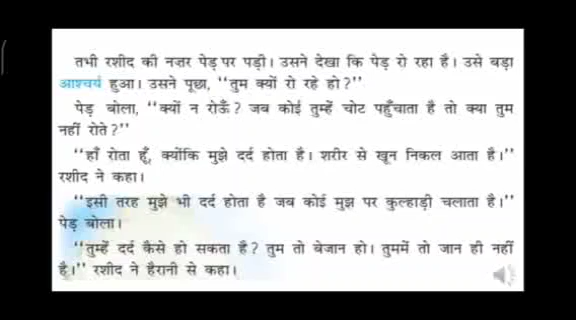 तभी रशीद की नज़र पेड़ पर पड़ी। उसने देखा कि पेड़ रो रहा है। उसे बड़ा
आश्चर्य हुआ। उसने पूछा, “तुम क्यों रो रहे हो?”
पेड़ बोला, “क्यों न रोऊँ? जब कोई तुम्हें चोट पहुँचाता है तो क्या तुम
नहीं रोते?”
“हाँ रोता हूँ, क्योंकि मुझे दर्द होता है। शरीर से खून निकल आता है।”
रशीद ने कहा।
“इसी तरह मुझे भी दर्द होता है जब कोई मुझ पर कुल्हाड़ी चलाता है।”
पेड़ बोला।
“तुम्हें दर्द कैसे हो सकता है? तुम तो बेजान हो। तुममें तो जान ही नहीं
है।” रशीद ने हैरानी से कहा।